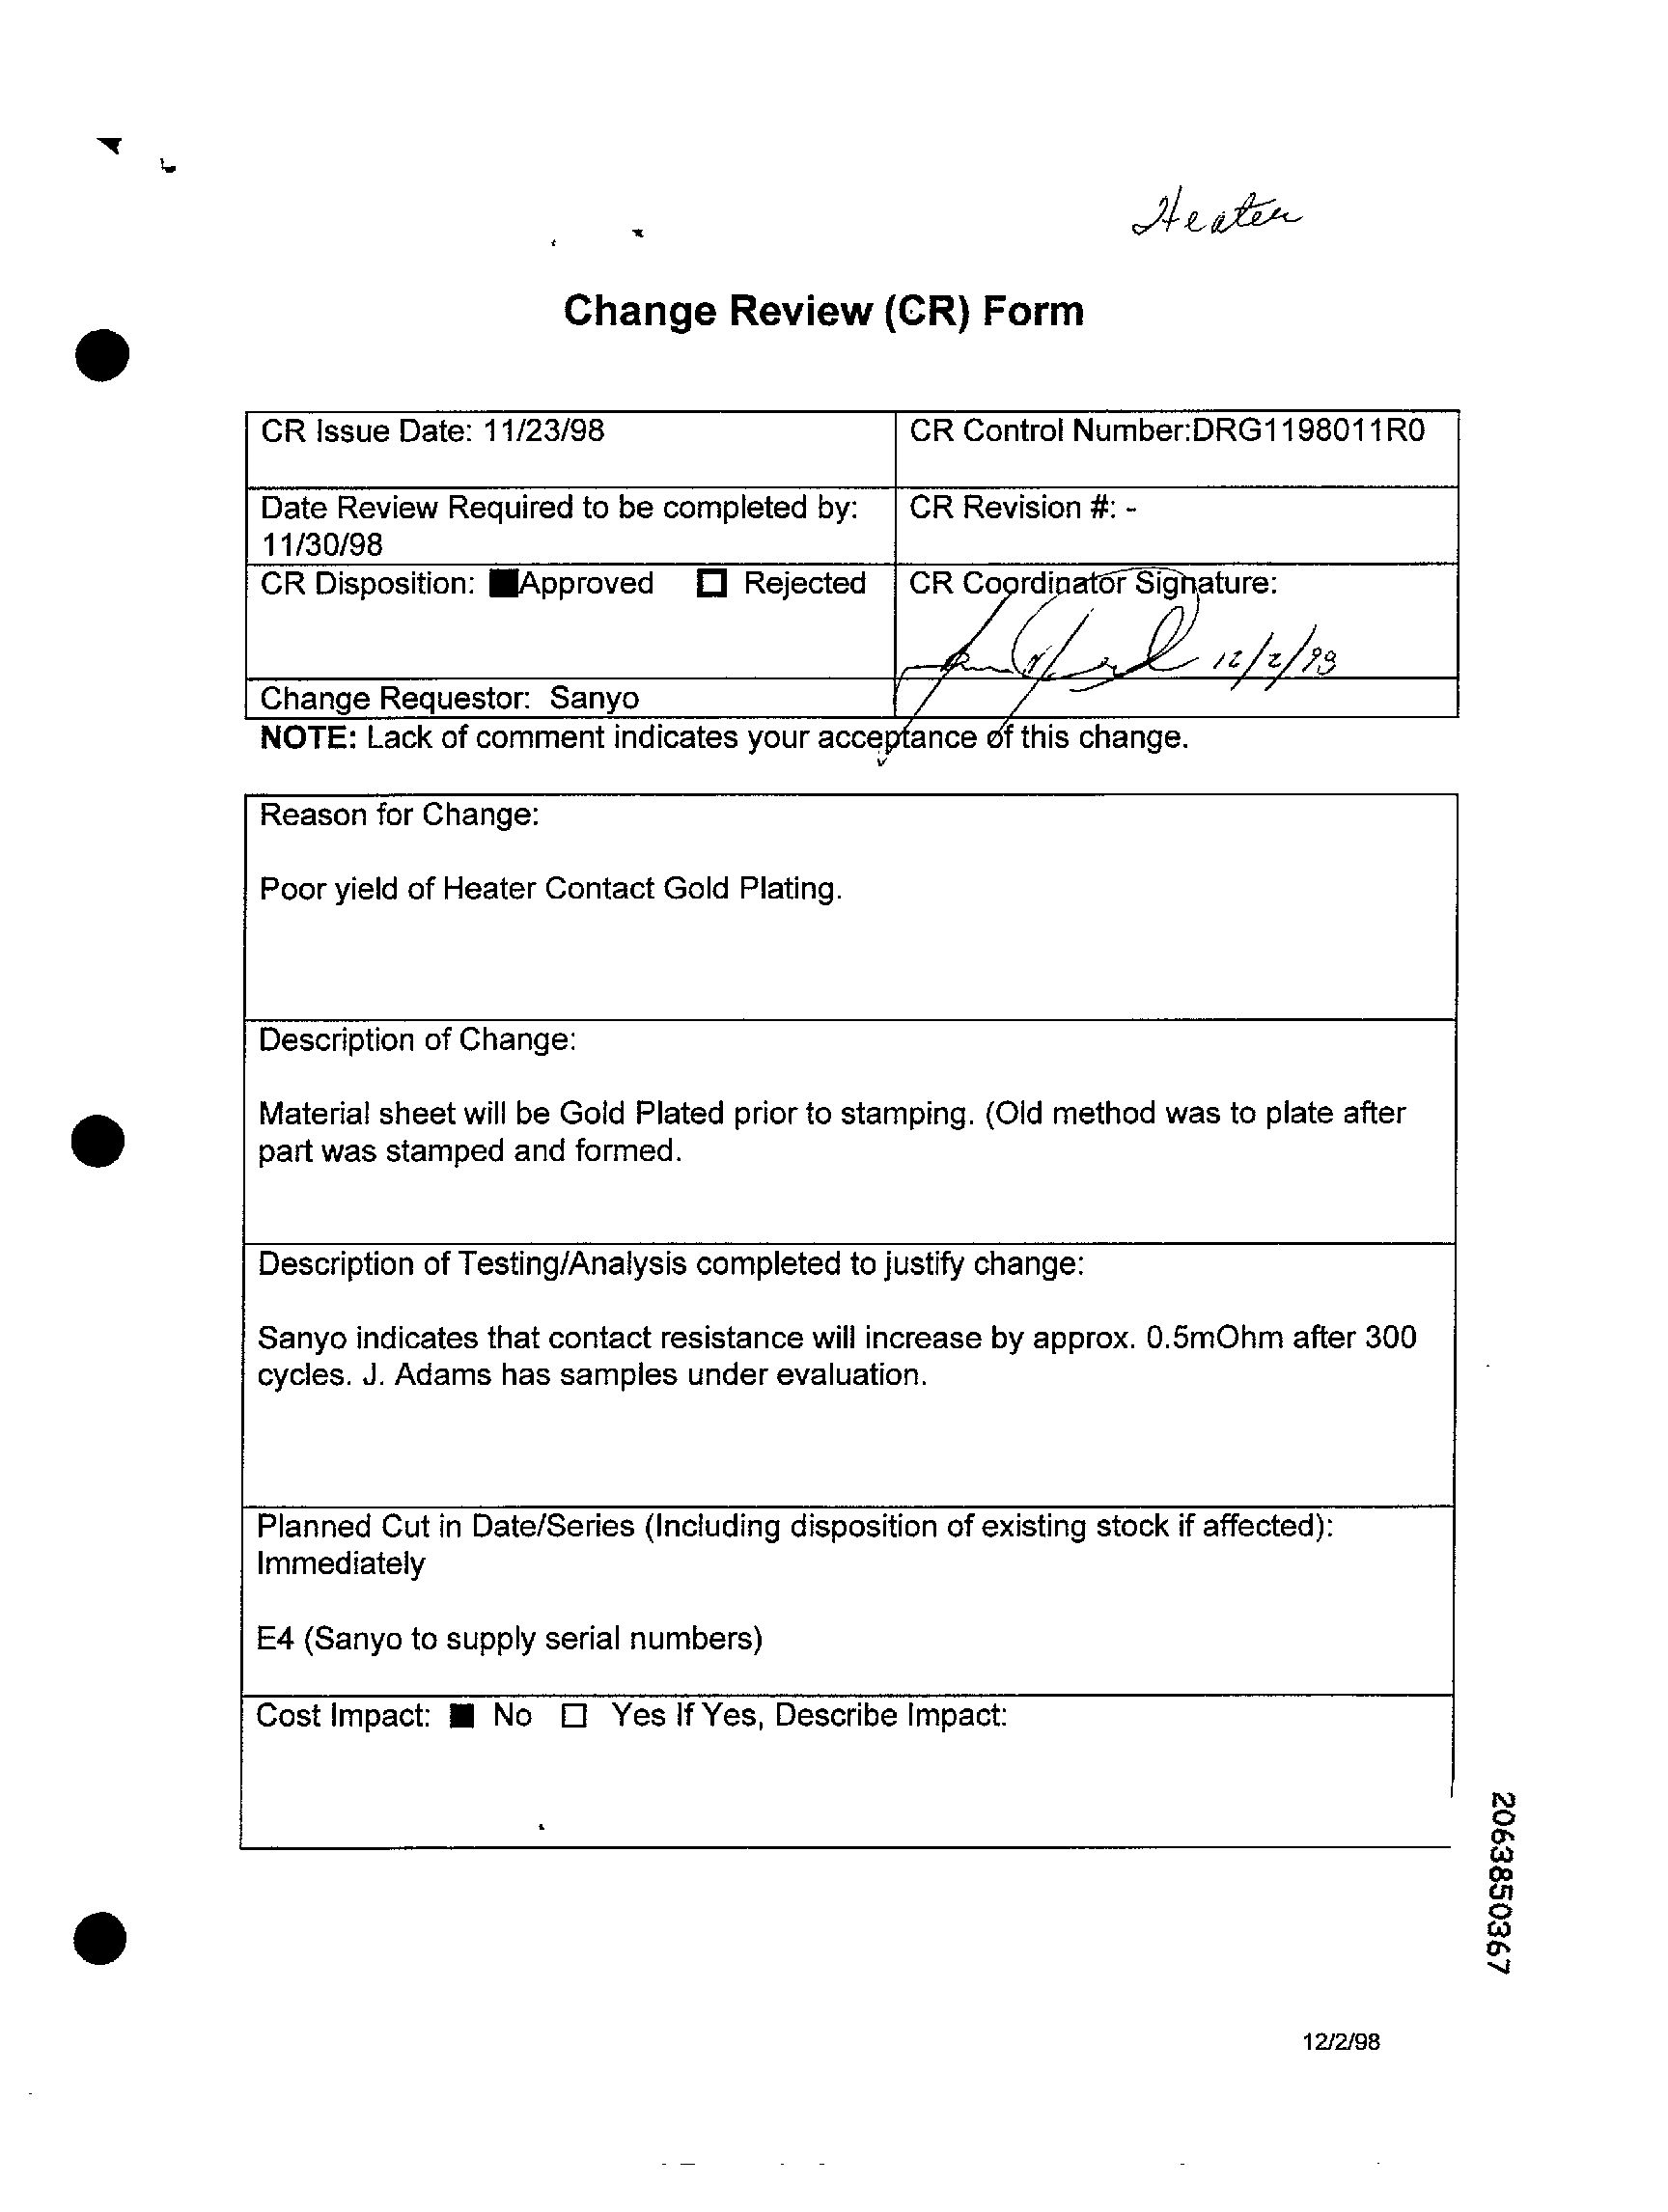 Heater
Change Review (CR) Form
CR Issue Date: 11/23/98
CR Control Number:DRG1198011R0
Date Review Required to be completed by:
11/30/98
CR Revision #: -
CR Disposition: ■Approved □ Rejected
CR Coordinator Signature:
12/2/98
Change Requestor: Sanyo
NOTE: Lack of comment indicates your acceptance of this change.
Reason for Change:
Poor yield of Heater Contact Gold Plating.
Description of Change:
Material sheet will be Gold Plated prior to stamping. (Old method was to plate after
part was stamped and formed.
Description of Testing/Analysis completed to justify change:
Sanyo indicates that contact resistance will increase by approx. 0.5mOhm after 300
cycles. J. Adams has samples under evaluation.
Planned Cut in Date/Series (Including disposition of existing stock if affected):
Immediately
E4 (Sanyo to supply serial numbers)
Cost Impact: ■ No □ Yes If Yes, Describe Impact:
2063850367
12/2/98